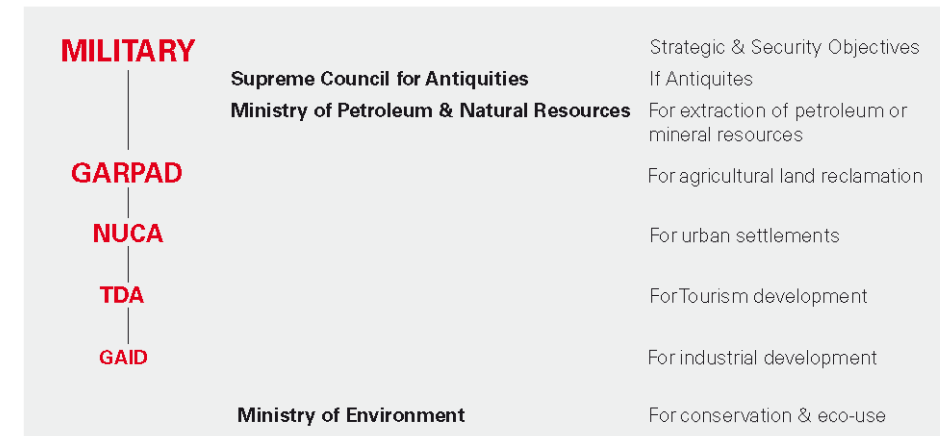 MILITARY Strategic & Security Objectives
Supreme Council for Antiquities If Antiquites
Ministry of Petroleum & Natural Resources For extraction of petroleum or
mineral resources
GARPAD For agricultural land reclamation
NUCA For urban settlements
TDA For Tourism development
GAID For industrial development
Ministry of Environment For conservation & eco-use